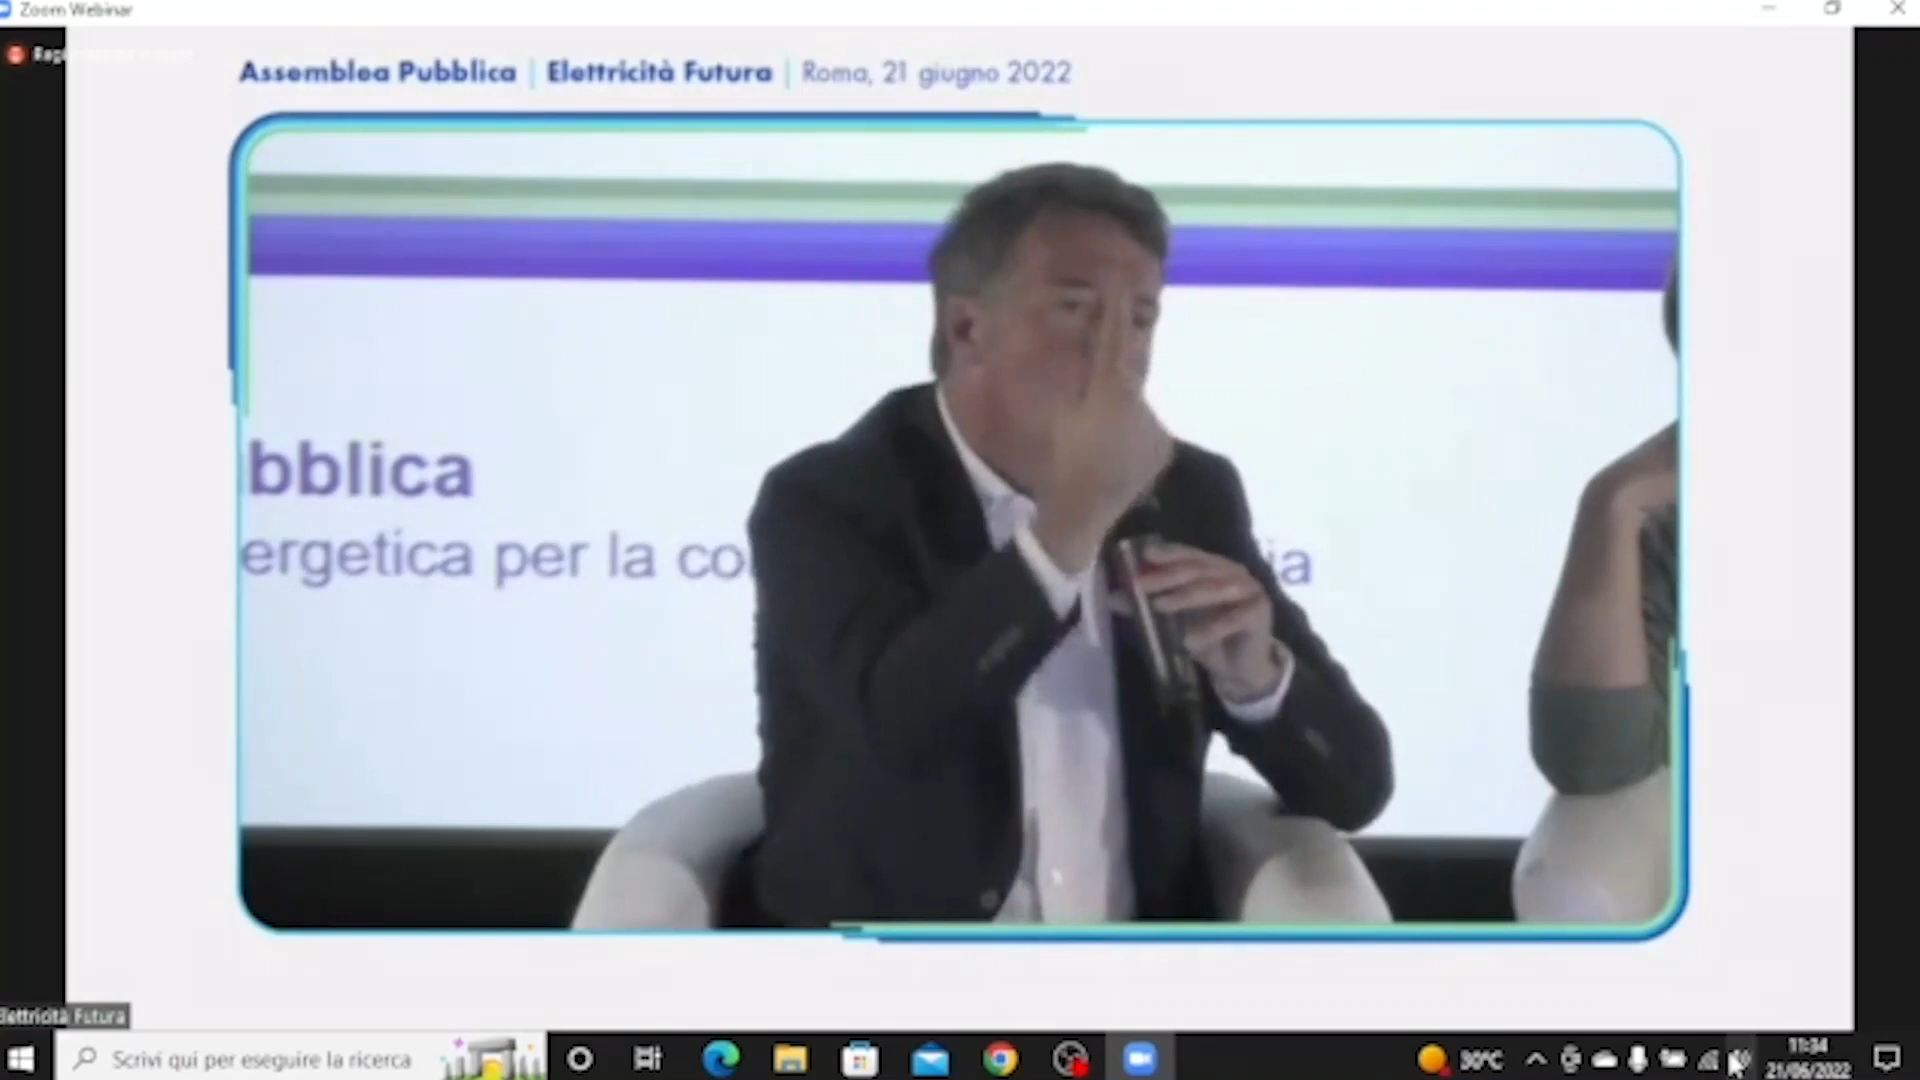 Zoom Webinar
Assemblea Pubblica | Elettricità Futura | Roma, 21 giugno 2022
bblica
ergetica per la co
ia
Elettricità Futura
Scrivi qui per eseguire la ricerca
30°C
11:34
21/06/2022